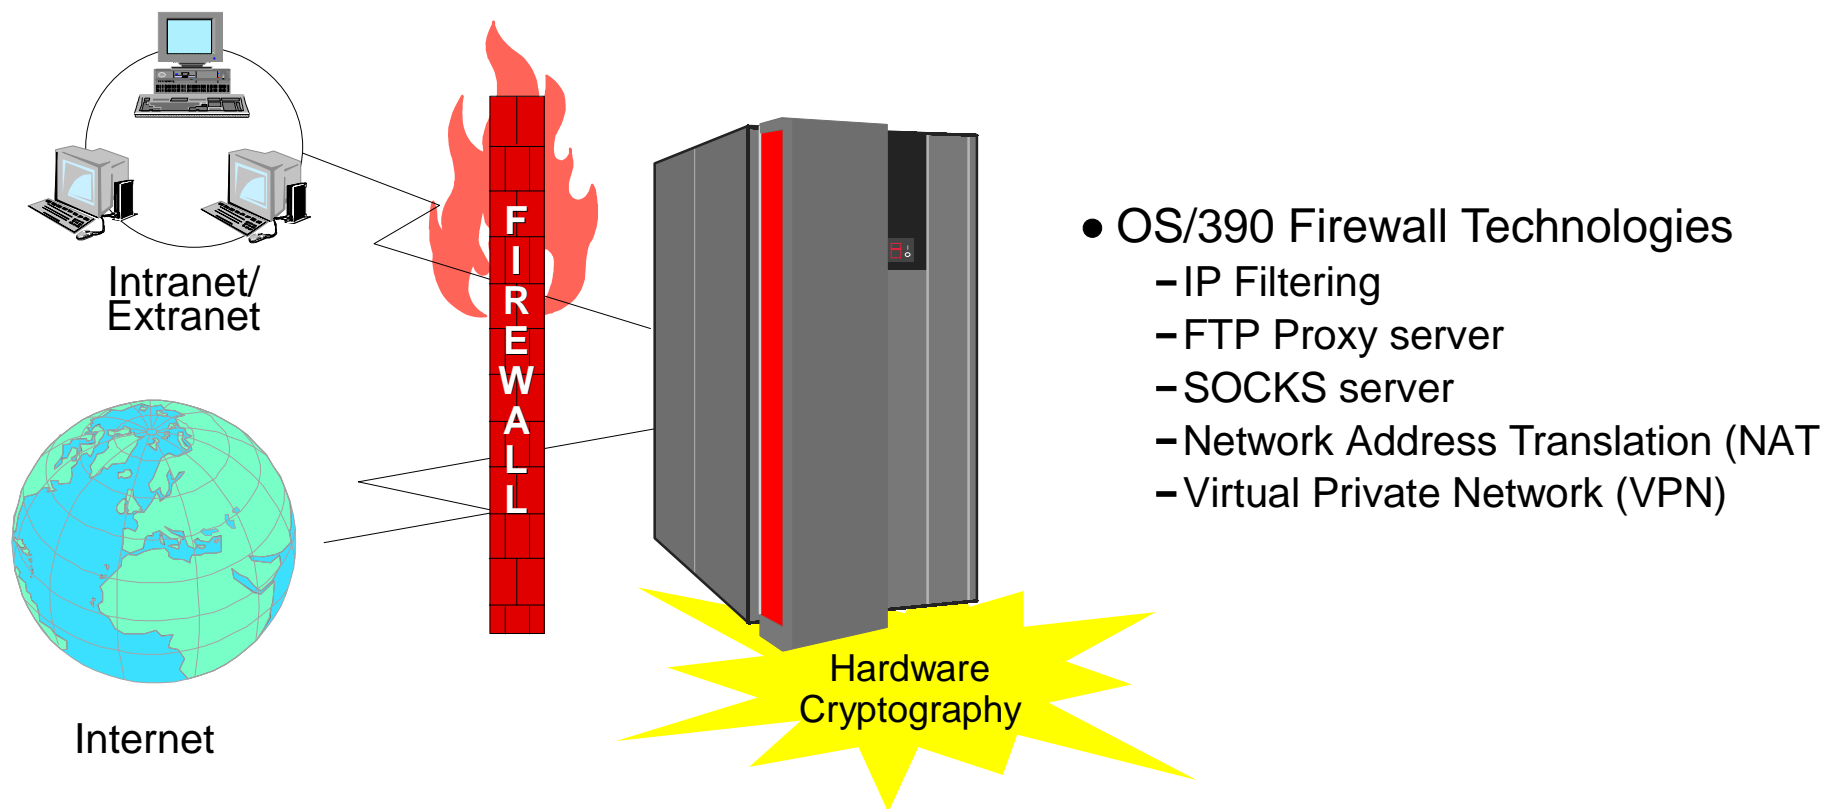 Intranet/
Extranet
Internet
FIREWALL
Hardware
Cryptography
● OS/390 Firewall Technologies
–IP Filtering
–FTP Proxy server
–SOCKS server
–Network Address Translation (NAT
–Virtual Private Network (VPN)